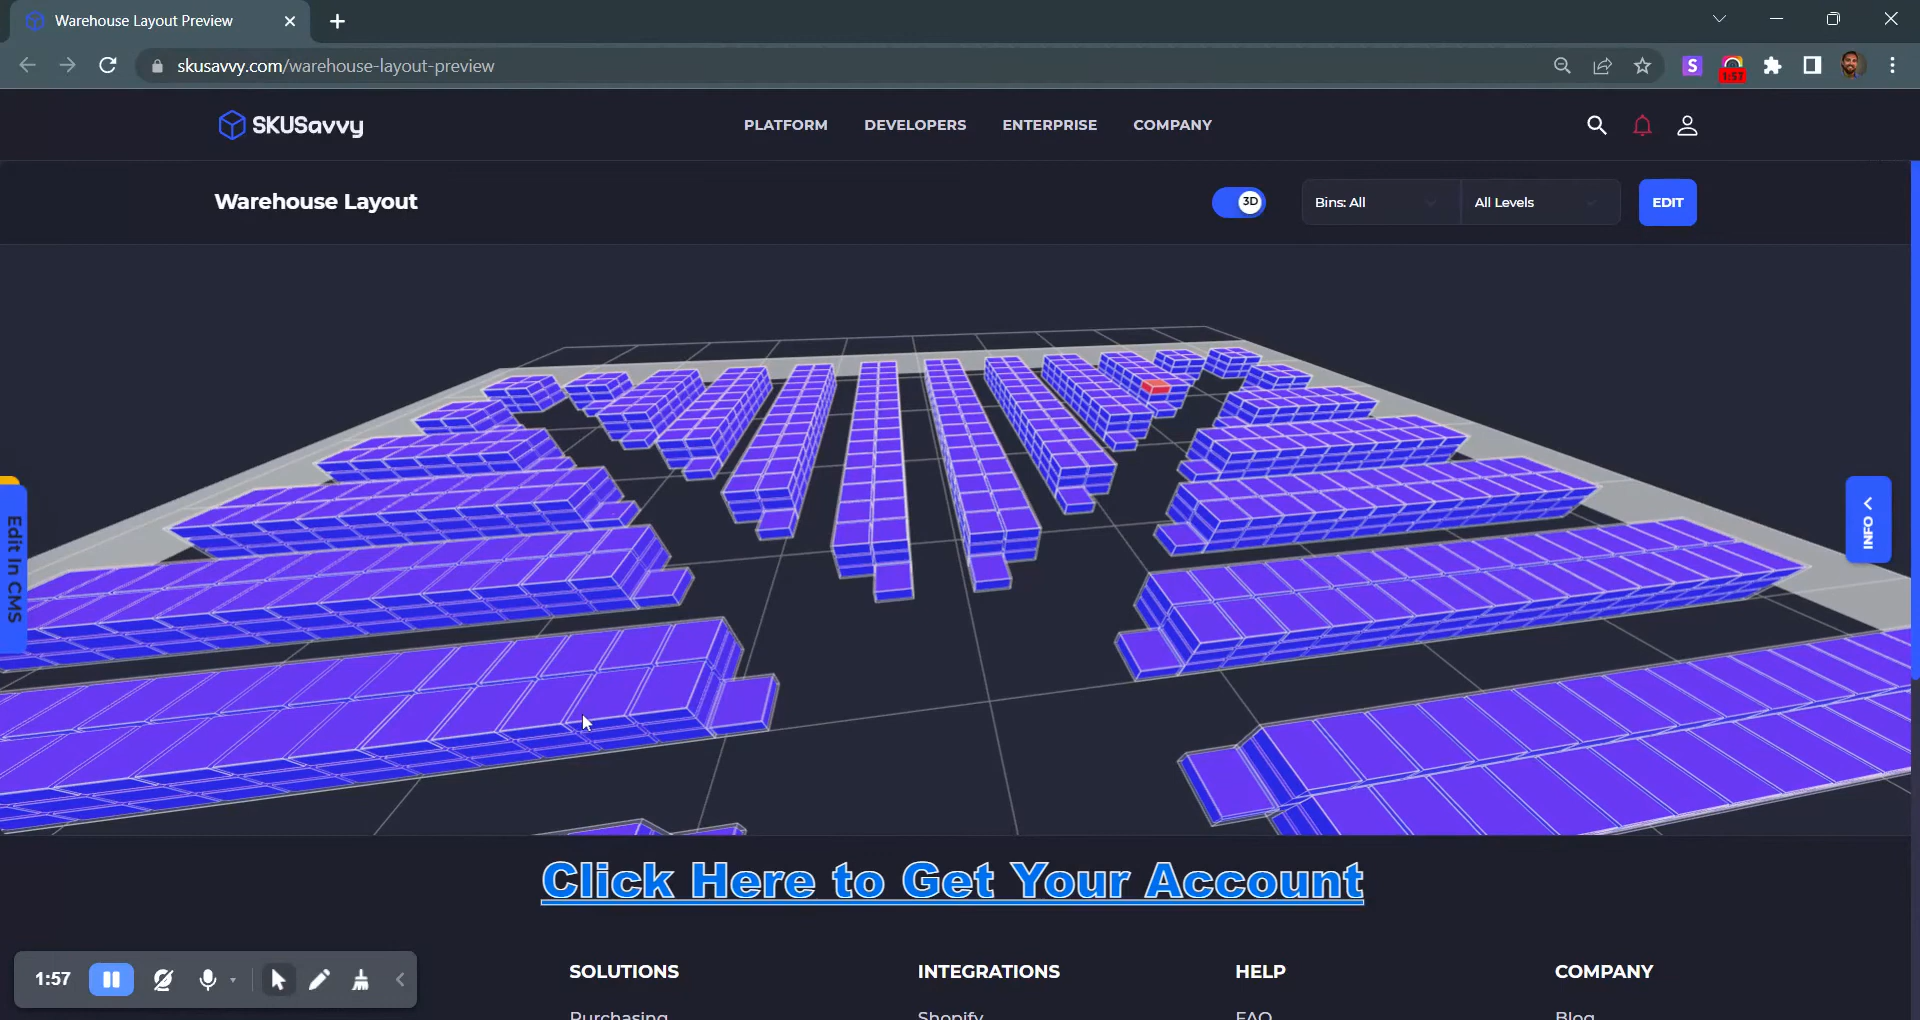 Warehouse Layout Preview
skusavvy.com/warehouse-layout-preview
S
1:57
SKUSavvy
PLATFORM
DEVELOPERS
ENTERPRISE
COMPANY
Warehouse Layout
3D
Bins: All
All Levels
EDIT
Edit In CMS
INFO
Click Here to Get Your Account
SOLUTIONS
INTEGRATIONS
HELP
COMPANY
Purchasing
Shopify
FAQ
Blog
1:57